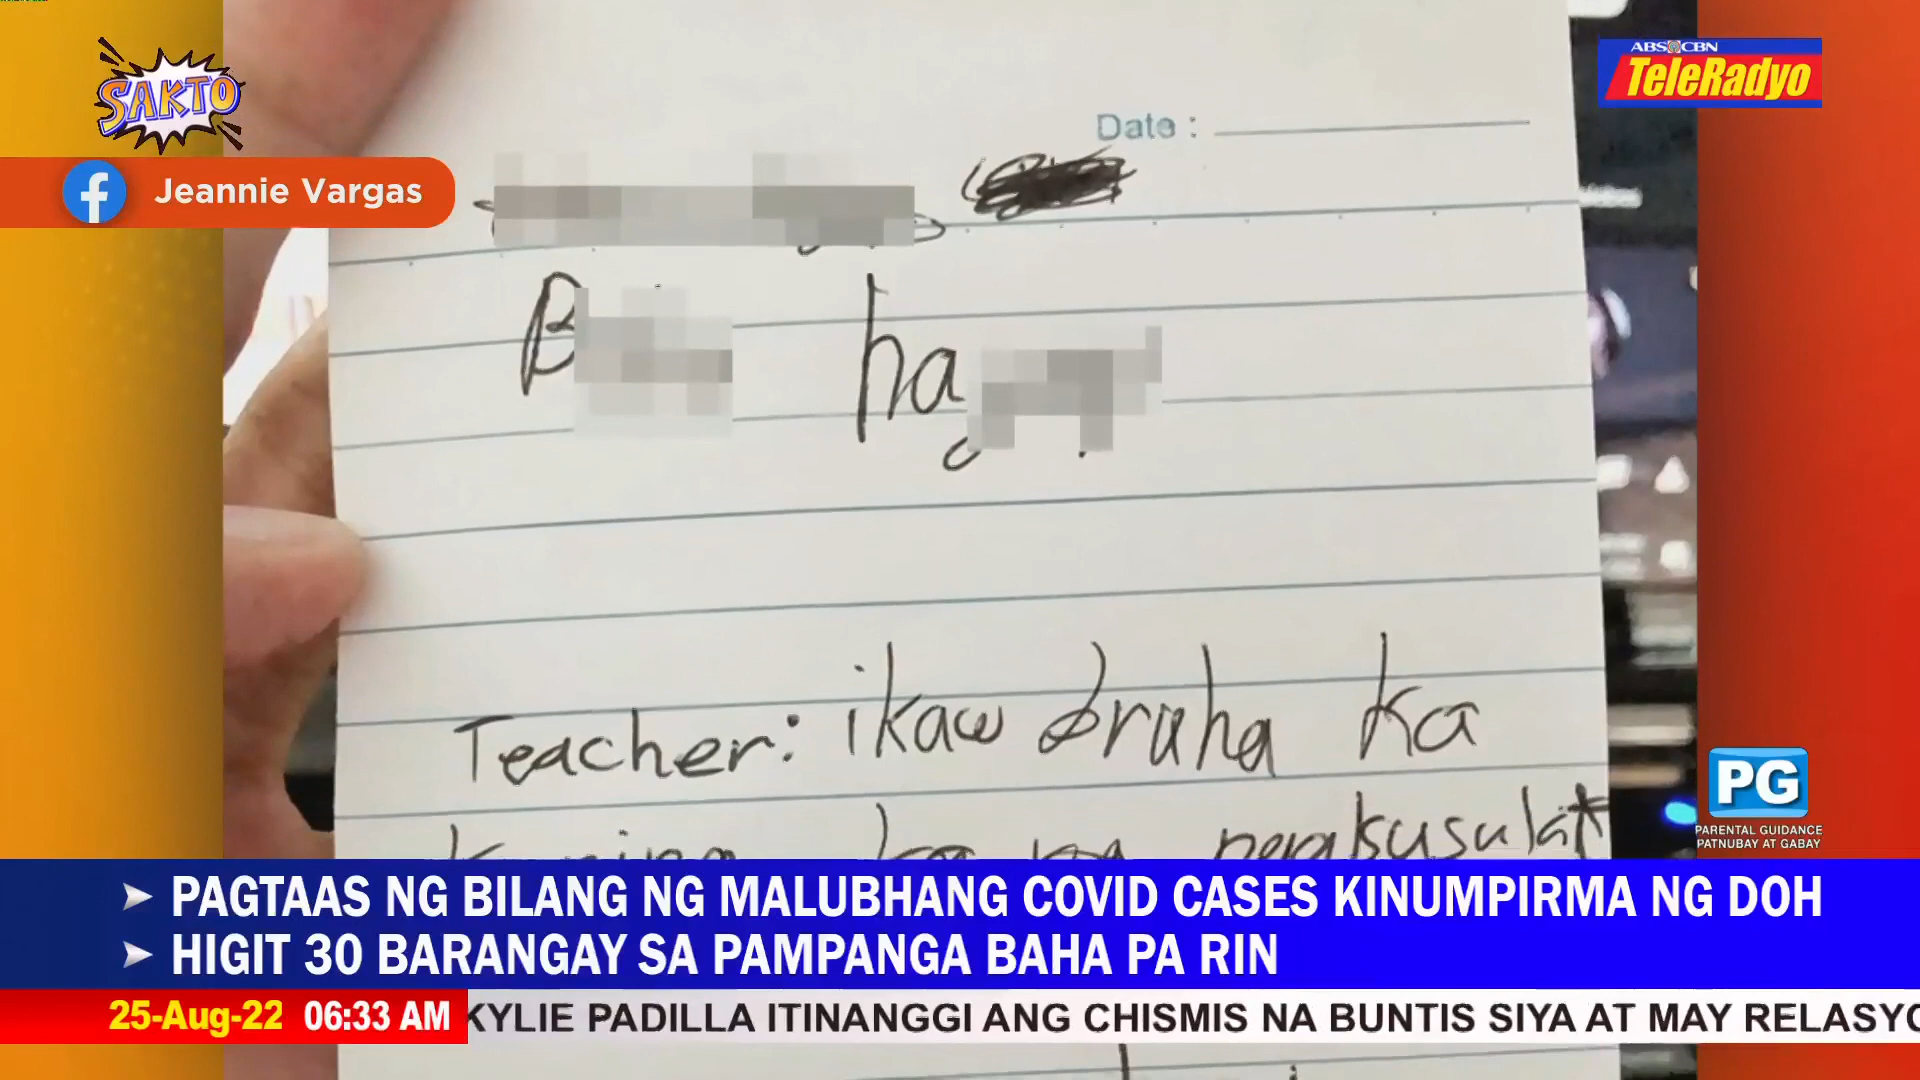 SAKTO
ABS CBN
TeleRadyo
Jeannie Vargas
Date :
Teacher: ikaw bruha ka
PG
PARENTAL GUIDANCE
PATNUBAY AT GABAY
PAGTAAS NG BILANG NG MALUBHANG COVID CASES KINUMPIRMA NG DOH
HIGIT 30 BARANGAY SA PAMPANGA BAHA PA RIN
25-Aug-22 06:33 AM KYLIE PADILLA ITINANGGI ANG CHISMIS NA BUNTIS SIYA AT MAY RELASYO